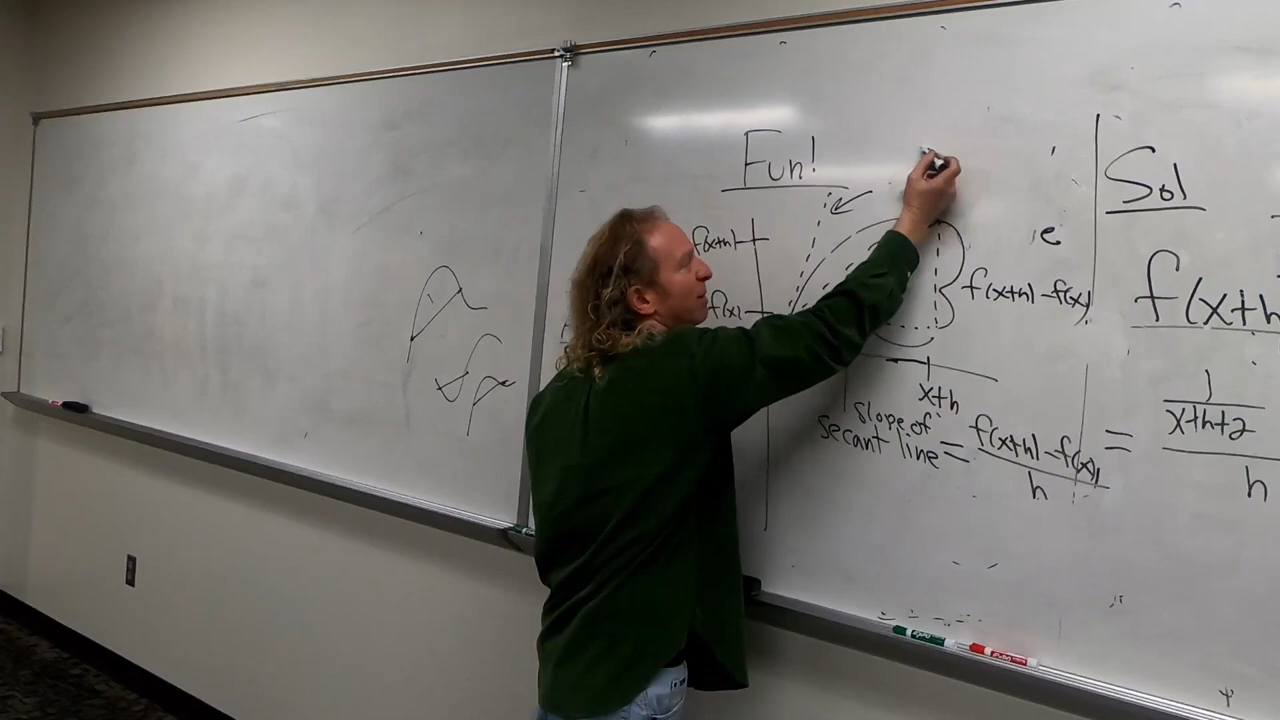 Fun!
f(x+h)
f(x)
f(x+h)-f(x)
x+h
slope of
secant line = f(x+h)-f(x) / h = 1/(x+h+2) / h
Sol
f(x+h
e